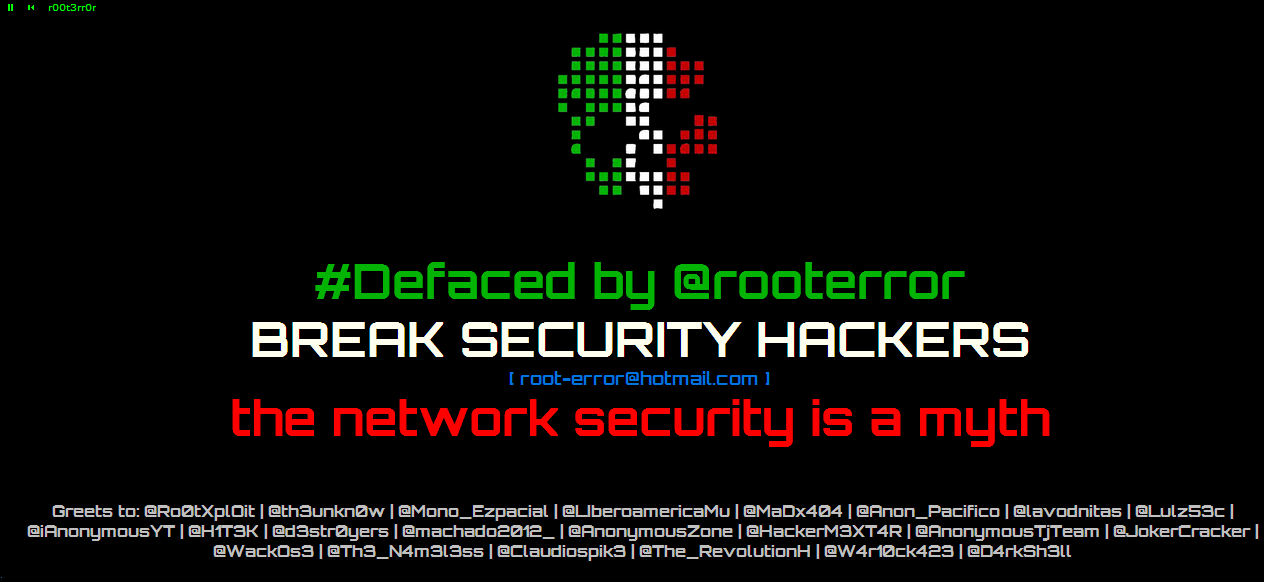 r00t3rr0r
#Defaced by @rooterror
BREAK SECURITY HACKERS
[ root-error@hotmail.com ]
the network security is a myth
Greets to: @Ro0tXplOit | @th3unkn0w | @Mono_Ezpacial | @LIberoamericaMu | @MaDx404 | @Anon_Pacifico | @lavodnitas | @Lulz53c |
@iAnonymousYT | @H1T3K | @d3str0yers | @machado2012_ | @AnonymousZone | @HackerM3XT4R | @AnonymousTjTeam | @JokerCracker |
@WackOs3 | @Th3_N4m3l3ss | @Claudiospik3 | @The_RevolutionH | @W4r10ck423 | @D4rkSh3ll